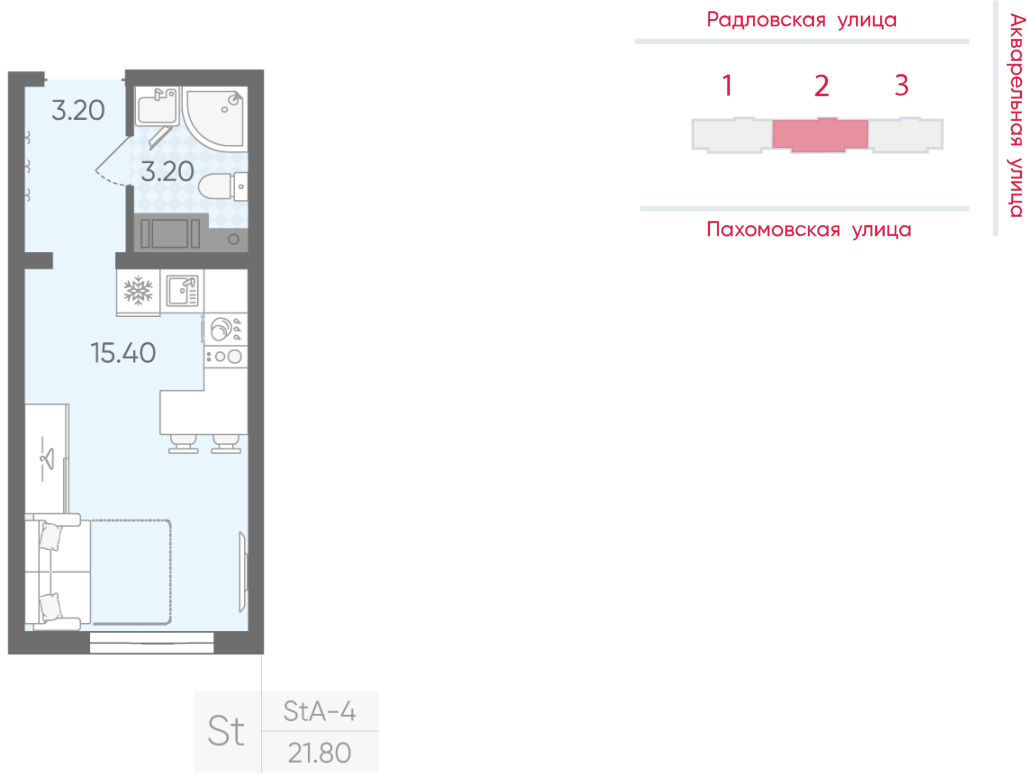 Радловская улица
Акварельная улица
1 2 3
Пахомовская улица
3.20
3.20
15.40
St
StA-4
21.80